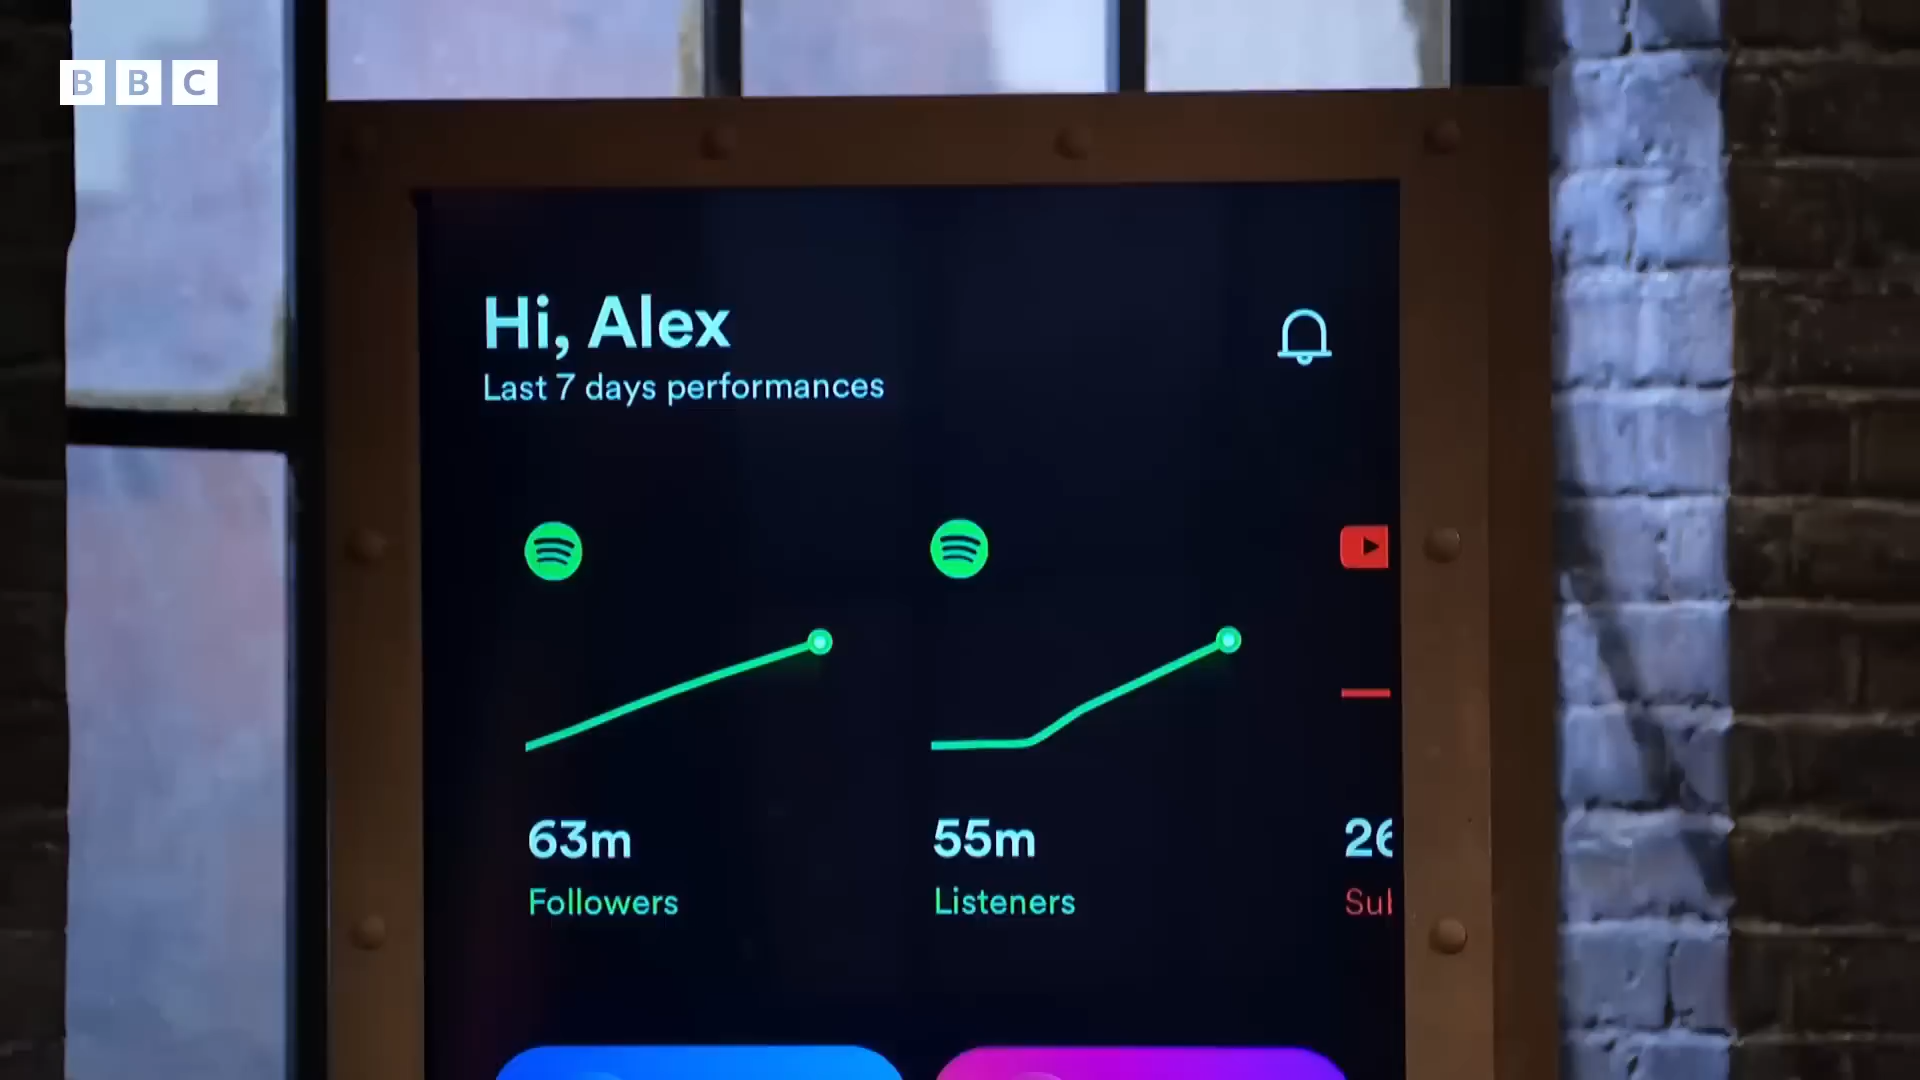 BBC
Hi, Alex
Last 7 days performances
63m
55m
Followers
Listeners